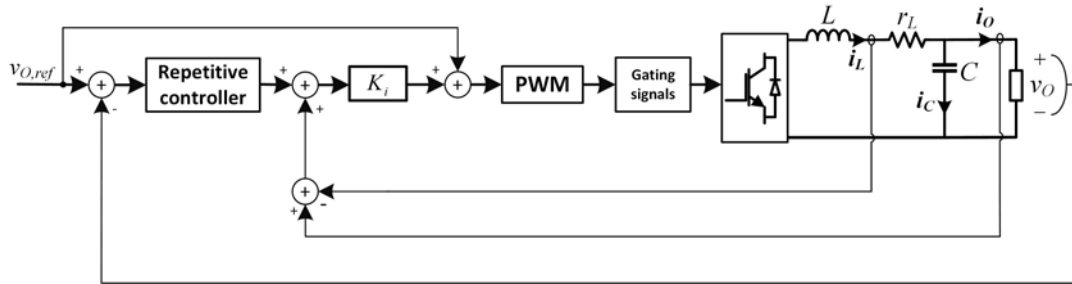 v_{O,ref}
+
+
-
Repetitive
controller
+
+
+
K_i
+
+
PWM
Gating
signals
L
i_L
r_L
i_C
C
i_O
+
v_O
−
+
+
-